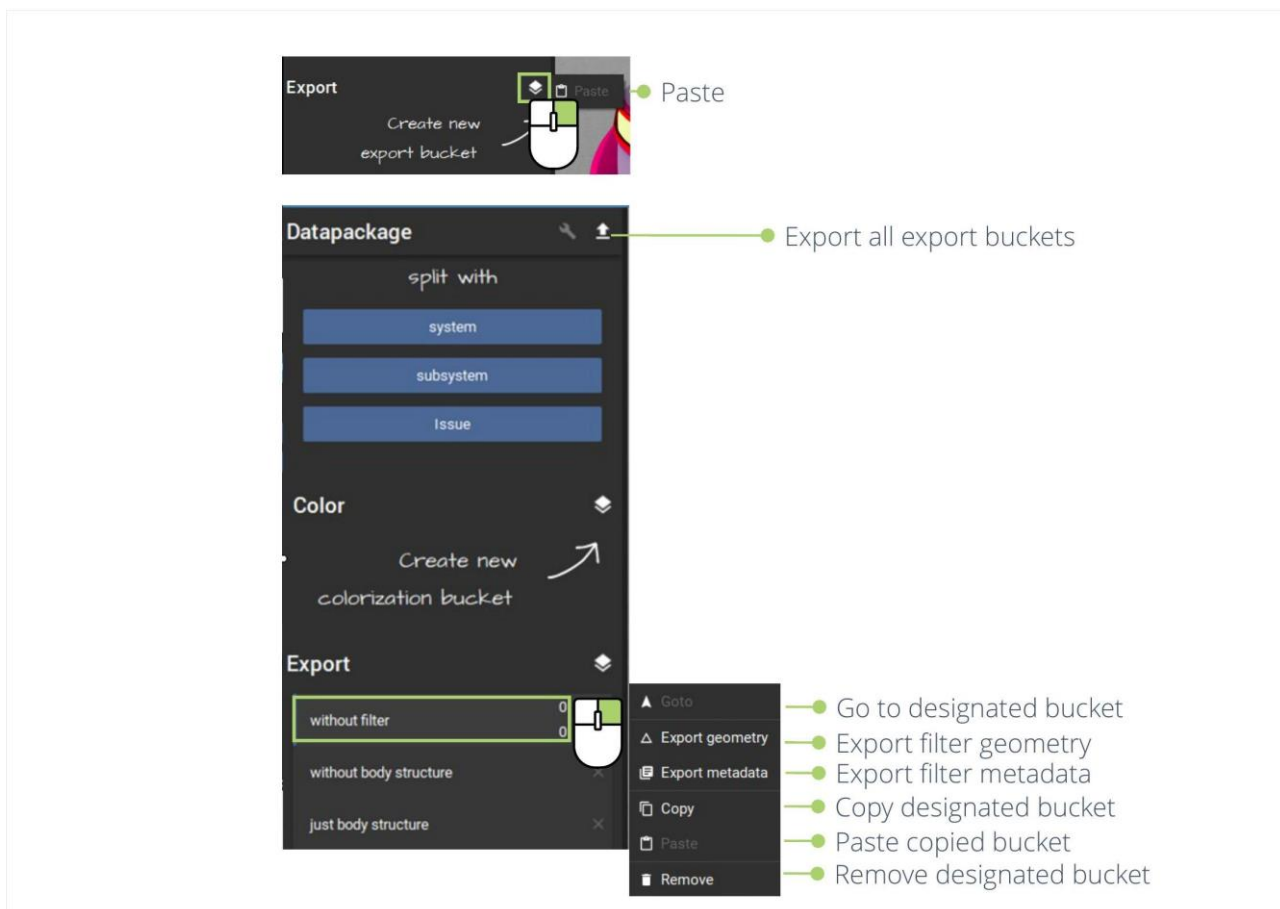 Export
Paste
Paste
Create new
export bucket
Datapackage
Export all export buckets
split with
system
subsystem
Issue
Color
Create new
colorization bucket
Export
without filter
0
0
without body structure
just body structure
Goto
Go to designated bucket
Export geometry
Export filter geometry
Export metadata
Export filter metadata
Copy
Copy designated bucket
Paste
Paste copied bucket
Remove
Remove designated bucket